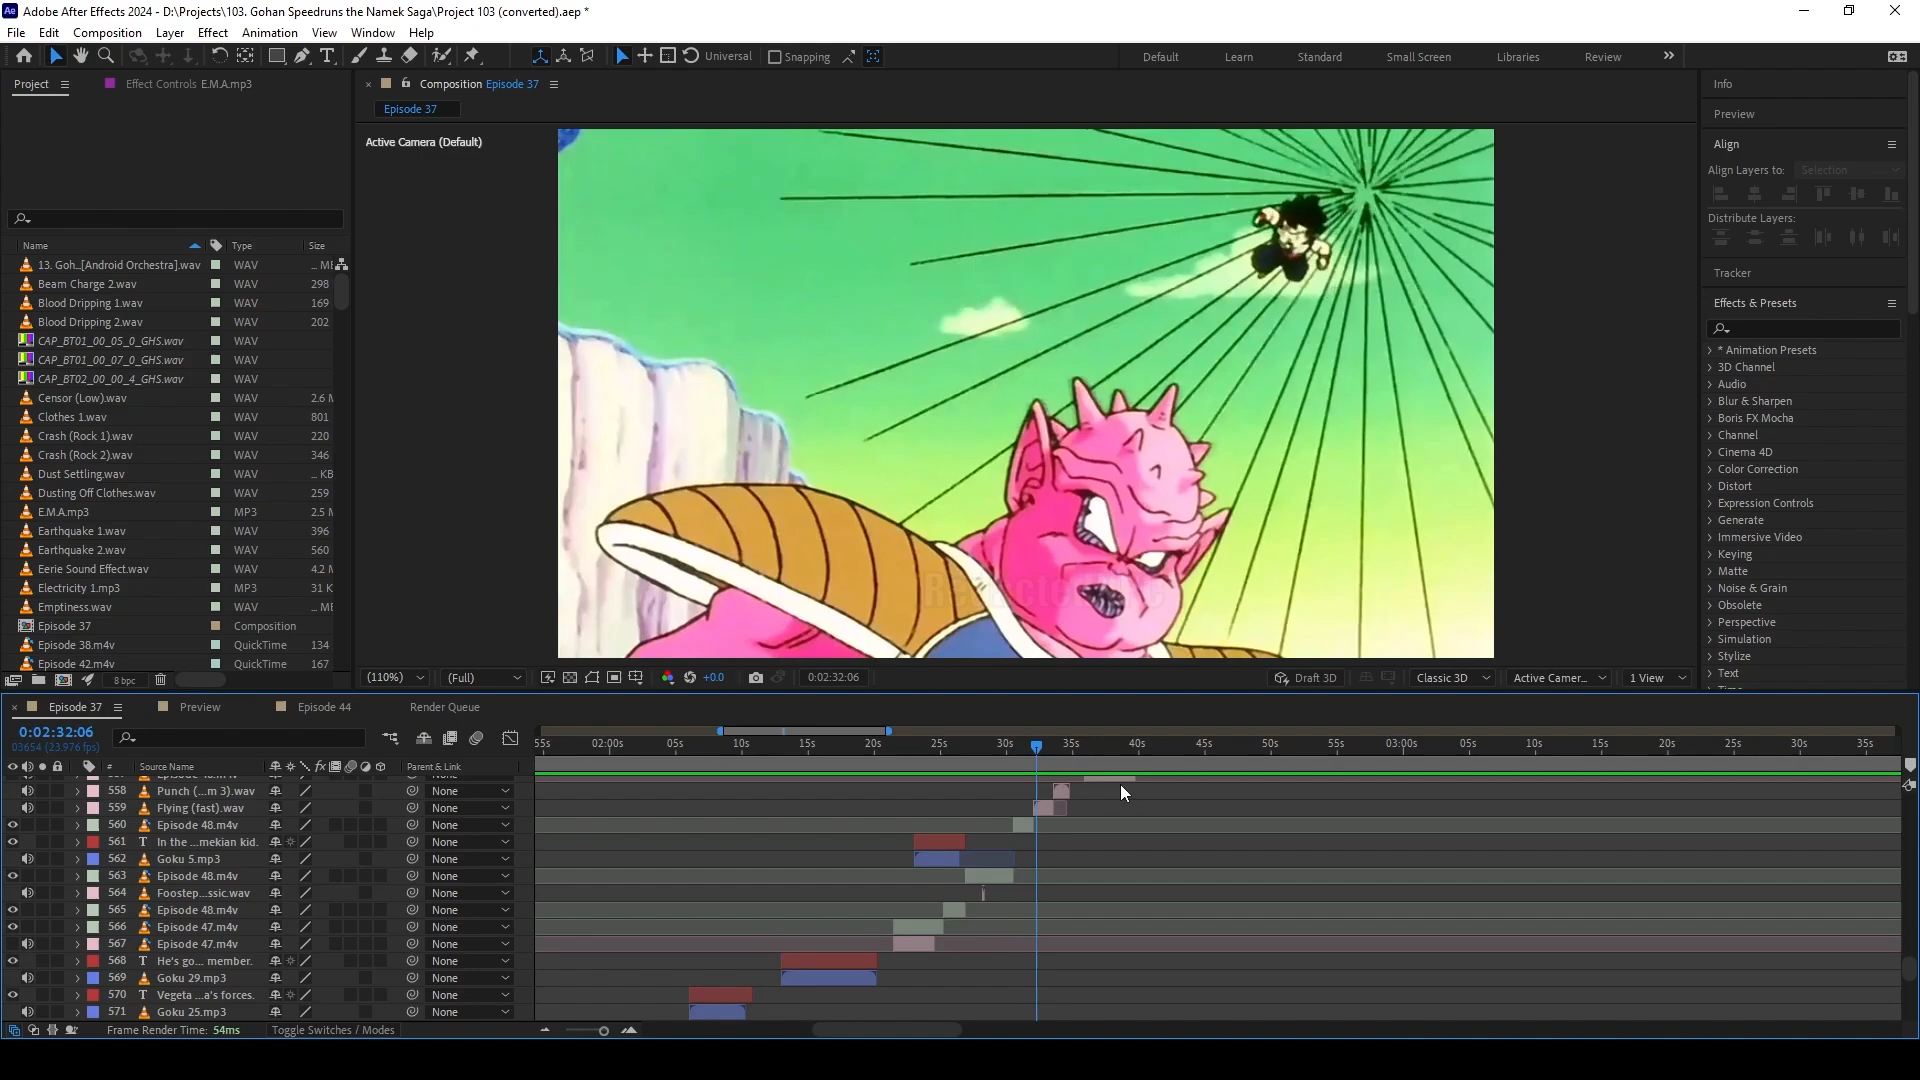 Adobe After Effects 2024 - D:\Projects\103. Gohan Speedruns the Namek Saga\Project 103 (converted).aep *
File Edit Composition Layer Effect Animation View Window Help
Universal Snapping Default Learn Standard Small Screen Libraries Review
Project Effect Controls E.M.A.mp3
Composition Episode 37
Episode 37
Active Camera (Default)
Name Type Size
13. Goh...[Android Orchestra].wav WAV
Beam Charge 2.wav WAV 298
Blood Dripping 1.wav WAV 169
Blood Dripping 2.wav WAV 202
CAP_BT01_00_05_0_GHS.wav WAV
CAP_BT01_00_07_0_GHS.wav WAV
CAP_BT02_00_00_4_GHS.wav WAV
Censor (Low).wav WAV 2.6 M
Clothes 1.wav WAV 801
Crash (Rock 1).wav WAV 220
Crash (Rock 2).wav WAV 346
Dust Settling.wav WAV ... KB
Dusting Off Clothes.wav WAV 259
E.M.A.mp3 MP3 2.5 M
Earthquake 1.wav WAV 396
Earthquake 2.wav WAV 560
Eerie Sound Effect.wav WAV 4.2 M
Electricity 1.mp3 MP3 31 K
Emptiness.wav WAV
Episode 37 Composition
Episode 38.m4v QuickTime 134
Episode 42.m4v QuickTime 167
8 bpc
(110%) (Full) +0.0 0:02:32:06 Draft 3D Classic 3D Active Camer... 1 View
Info
Preview
Align
Align Layers to: Selection
Distribute Layers:
Tracker
Effects & Presets
* Animation Presets
3D Channel
Audio
Blur & Sharpen
Boris FX Mocha
Channel
Cinema 4D
Color Correction
Distort
Expression Controls
Generate
Immersive Video
Keying
Matte
Noise & Grain
Obsolete
Perspective
Simulation
Stylize
Text
Episode 37 Preview Episode 44 Render Queue
0:02:32:06
03654 (23.976 fps)
55s 02:00s 05s 10s 15s 20s 25s 30s 35s 40s 45s 50s 55s 03:00s 05s 10s 15s 20s 25s 30s 35s
# Source Name Parent & Link
558 Punch (...m 3).wav None
559 Flying (fast).wav None
560 Episode 48.m4v None
561 T In the ...mekian kid. None
562 Goku 5.mp3 None
563 Episode 48.m4v None
564 Foostep...ssic.wav None
565 Episode 48.m4v None
566 Episode 47.m4v None
567 Episode 47.m4v None
568 T He's go... member. None
569 Goku 29.mp3 None
570 T Vegeta ...a's forces. None
571 Goku 25.mp3 None
Frame Render Time: 54ms Toggle Switches / Modes